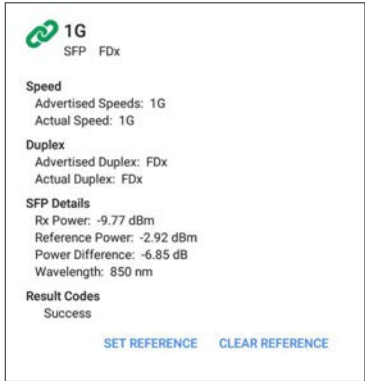 1G
SFP FDx
Speed
Advertised Speeds: 1G
Actual Speed: 1G
Duplex
Advertised Duplex: FDx
Actual Duplex: FDx
SFP Details
Rx Power: -9.77 dBm
Reference Power: -2.92 dBm
Power Difference: -6.85 dB
Wavelength: 850 nm
Result Codes
Success
SET REFERENCE CLEAR REFERENCE